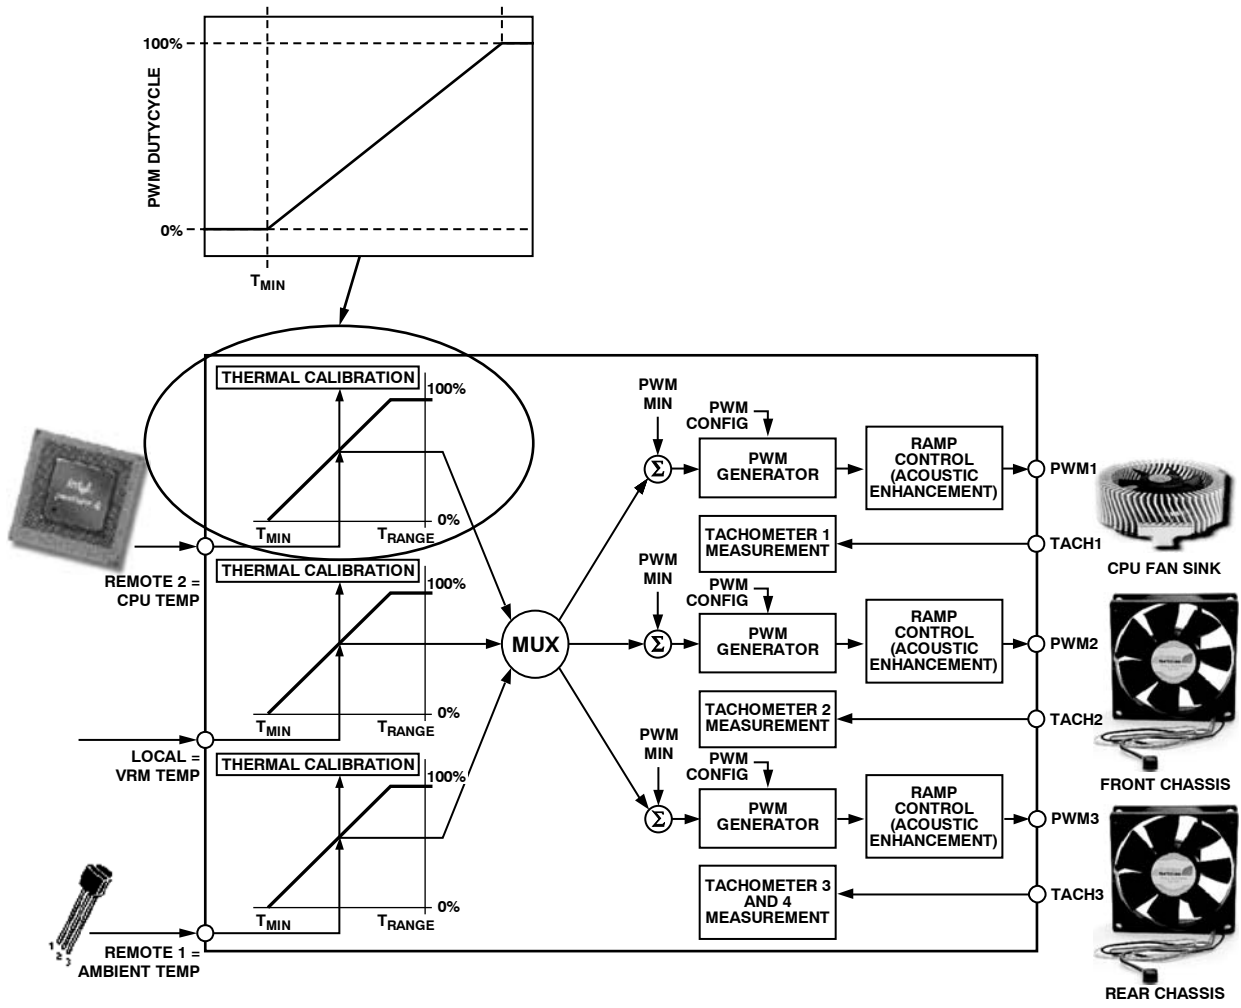 100%
PWM DUTYCYCLE
0%
TMIN
THERMAL CALIBRATION
100%
TMIN
TRANGE
0%
REMOTE 2 =
CPU TEMP
THERMAL CALIBRATION
100%
TMIN
TRANGE
0%
LOCAL =
VRM TEMP
THERMAL CALIBRATION
100%
TMIN
TRANGE
0%
REMOTE 1 =
AMBIENT TEMP
1
2
3
intel
MUX
PWM
MIN
Σ
PWM
CONFIG
PWM
GENERATOR
RAMP
CONTROL
(ACOUSTIC
ENHANCEMENT)
PWM1
TACHOMETER 1
MEASUREMENT
TACH1
CPU FAN SINK
PWM
MIN
Σ
PWM
CONFIG
PWM
GENERATOR
RAMP
CONTROL
(ACOUSTIC
ENHANCEMENT)
PWM2
TACHOMETER 2
MEASUREMENT
TACH2
FRONT CHASSIS
PWM
MIN
Σ
PWM
CONFIG
PWM
GENERATOR
RAMP
CONTROL
(ACOUSTIC
ENHANCEMENT)
PWM3
TACHOMETER 3
AND 4
MEASUREMENT
TACH3
REAR CHASSIS